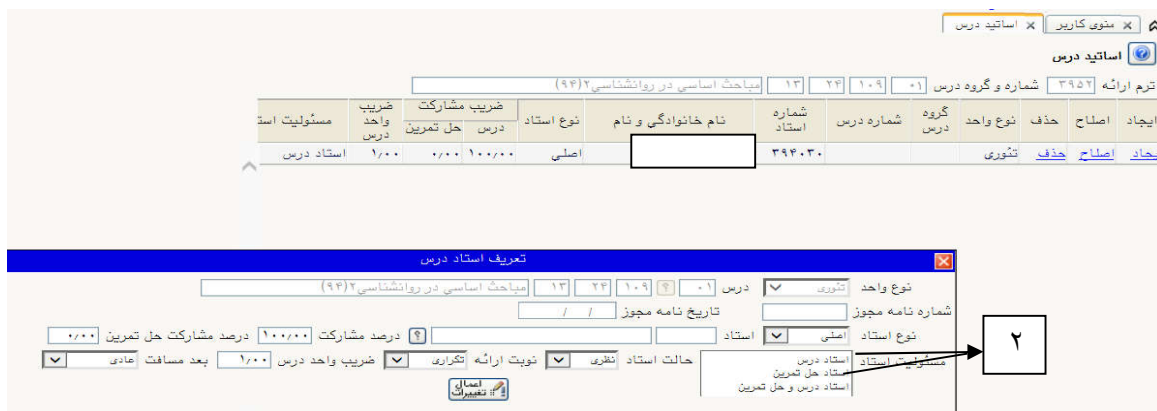 منوی کاربر اساتید درس
اساتید درس
ترم ارائه ۳۹۵۲ شماره و گروه درس ۰۱ ۱۰۹ ۲۴ ۱۳ مباحث اساسی در روانشناسی۲(۹۴)
ایجاد اصلاح حذف نوع واحد گروه درس شماره درس شماره استاد نام خانوادگی و نام نوع استاد ضریب مشارکت درس حل تمرین ضریب واحد درس مسئولیت است
یجاد اصلاح حذف تئوری ۳۹۴۰۳۰ اصلی ۱۰۰/۰۰ ۰/۰۰ ۱/۰۰ استاد درس
تعریف استاد درس
نوع واحد تئوری درس ۰۱ ؟ ۱۰۹ ۲۴ ۱۳ مباحث اساسی در روانشناسی۲(۹۴)
شماره نامه مجوز تاریخ نامه مجوز / /
نوع استاد اصلی استاد ؟ درصد مشارکت ۱۰۰/۰۰ درصد مشارکت حل تمرین ۰/۰۰
مسئولیت استاد استاد درس حالت استاد نظری نوبت ارائه تکراری ضریب واحد درس ۱/۰۰ بعد مسافت عادی
استاد حل تمرین
استاد درس و حل تمرین
اعمال تغییرات
۲